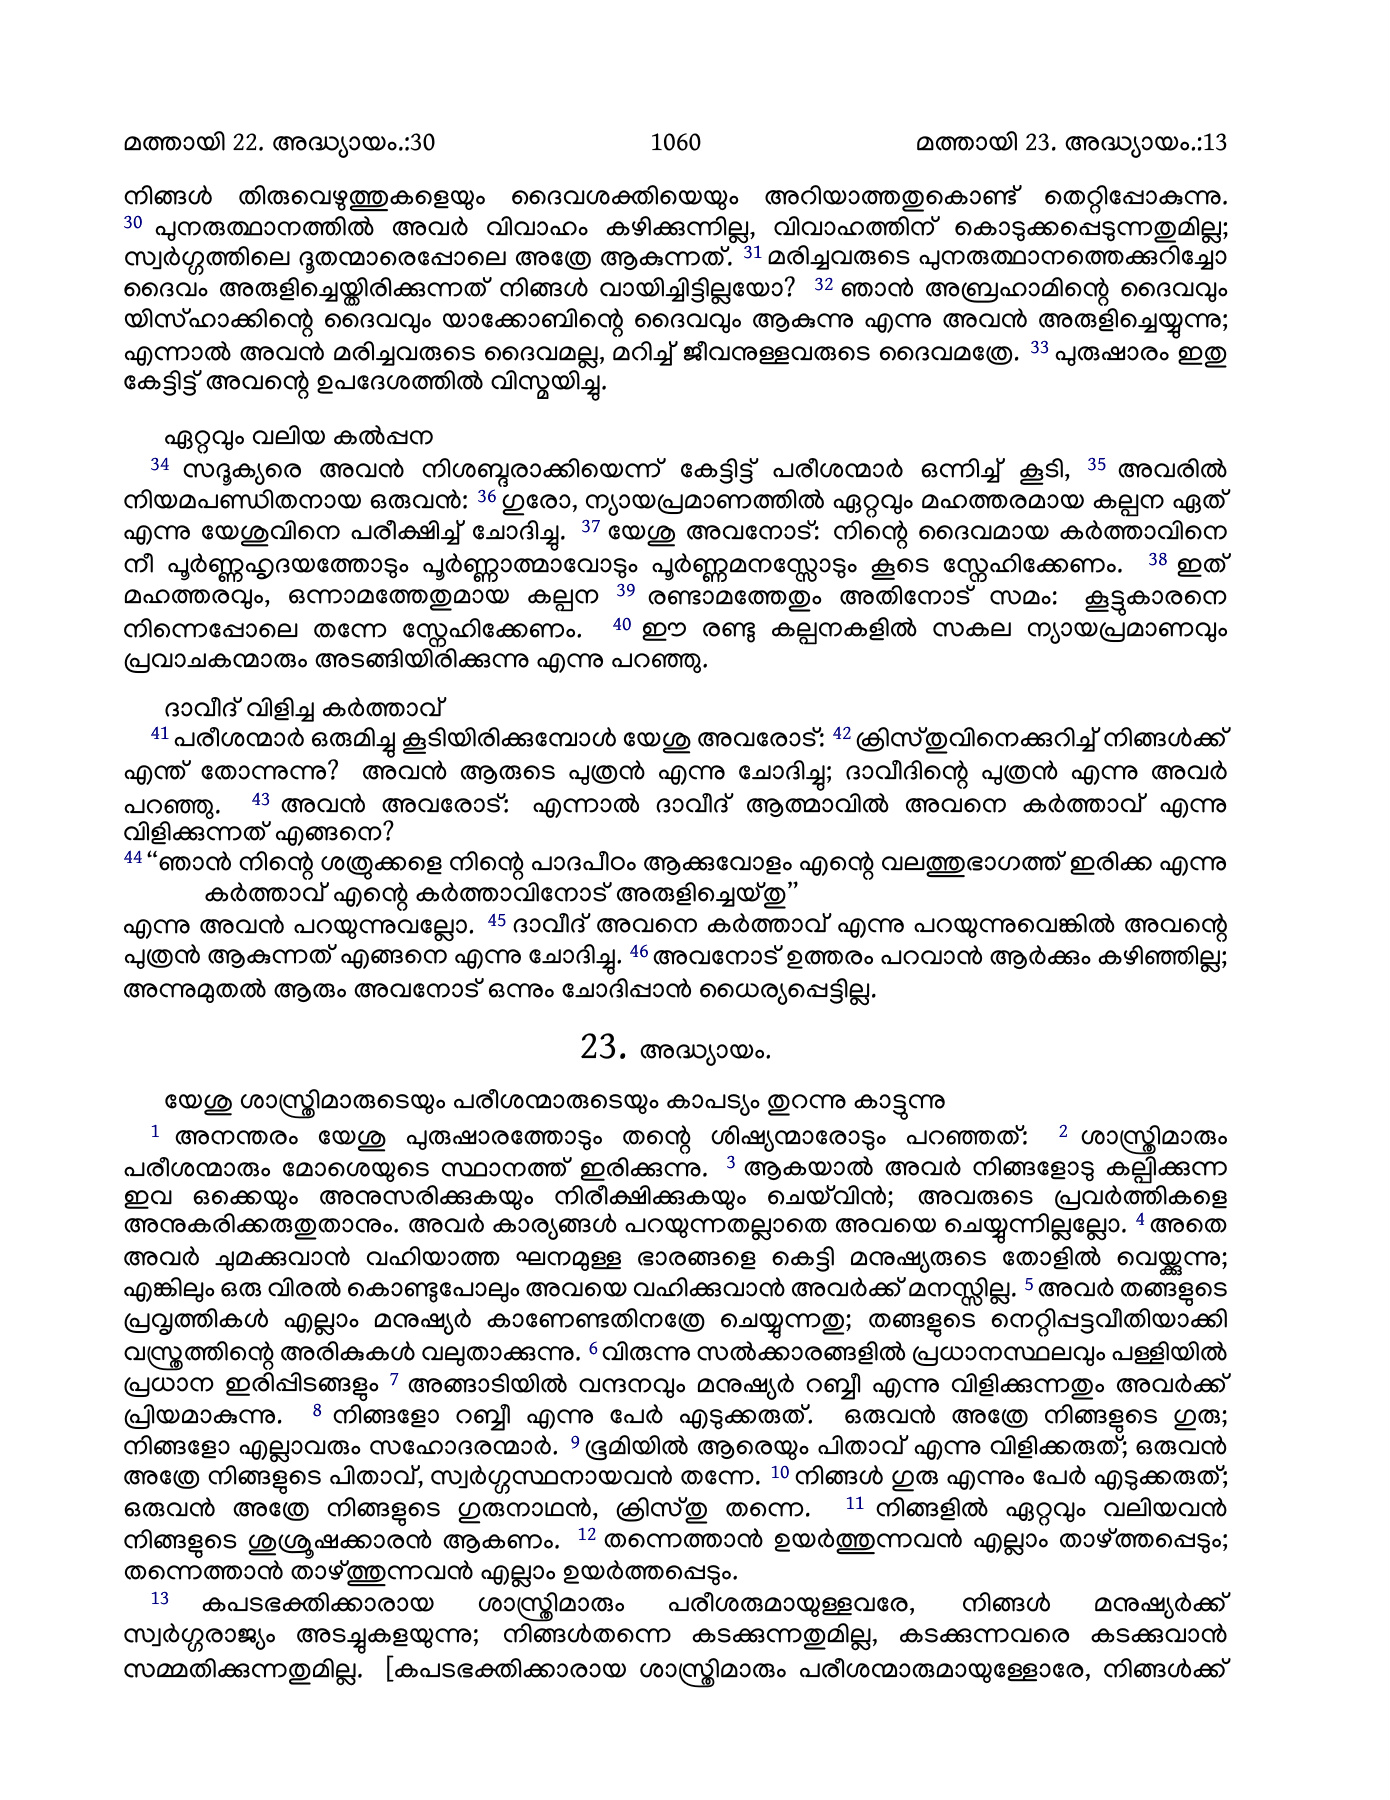 മത്തായി 22. അദ്ധ്യായം.:30 1060 മത്തായി 23. അദ്ധ്യായം.:13
നിങ്ങൾ തിരുവെഴുത്തുകളെയും ദൈവശക്തിയെയും അറിയാത്തതുകൊണ്ട് തെറ്റിപ്പോകുന്നു.
30 പുനരുത്ഥാനത്തിൽ അവർ വിവാഹം കഴിക്കുന്നില്ല, വിവാഹത്തിന് കൊടുക്കപ്പെടുന്നതുമില്ല;
സ്വർഗ്ഗത്തിലെ ദൂതന്മാരെപ്പോലെ അത്രേ ആകുന്നത്. 31 മരിച്ചവരുടെ പുനരുത്ഥാനത്തെക്കുറിച്ചോ
ദൈവം അരുളിച്ചെയ്തിരിക്കുന്നത് നിങ്ങൾ വായിച്ചിട്ടില്ലയോ? 32 ഞാൻ അബ്രഹാമിന്റെ ദൈവവും
യിസ്ഹാക്കിന്റെ ദൈവവും യാക്കോബിന്റെ ദൈവവും ആകുന്നു എന്നു അവൻ അരുളിച്ചെയ്യുന്നു;
എന്നാൽ അവൻ മരിച്ചവരുടെ ദൈവമല്ല, മറിച്ച് ജീവനുള്ളവരുടെ ദൈവമത്രേ. 33 പുരുഷാരം ഇതു
കേട്ടിട്ട് അവന്റെ ഉപദേശത്തിൽ വിസ്മയിച്ചു.
ഏറ്റവും വലിയ കൽപ്പന
34 സദൂക്യരെ അവൻ നിശബ്ദരാക്കിയെന്ന് കേട്ടിട്ട് പരീശന്മാർ ഒന്നിച്ച് കൂടി, 35 അവരിൽ
നിയമപണ്ഡിതനായ ഒരുവൻ: 36 ഗുരോ, ന്യായപ്രമാണത്തിൽ ഏറ്റവും മഹത്തരമായ കല്പന ഏത്
എന്നു യേശുവിനെ പരീക്ഷിച്ച് ചോദിച്ചു. 37 യേശു അവനോട്: നിന്റെ ദൈവമായ കർത്താവിനെ
നീ പൂർണ്ണഹൃദയത്തോടും പൂർണ്ണാത്മാവോടും പൂർണ്ണമനസ്സോടും കൂടെ സ്നേഹിക്കേണം. 38 ഇത്
മഹത്തരവും, ഒന്നാമത്തേതുമായ കല്പന 39 രണ്ടാമത്തേതും അതിനോട് സമം: കൂട്ടുകാരനെ
നിന്നെപ്പോലെ തന്നേ സ്നേഹിക്കേണം. 40 ഈ രണ്ടു കല്പനകളിൽ സകല ന്യായപ്രമാണവും
പ്രവാചകന്മാരും അടങ്ങിയിരിക്കുന്നു എന്നു പറഞ്ഞു.
ദാവീദ് വിളിച്ച കർത്താവ്
41 പരീശന്മാർ ഒരുമിച്ചു കൂടിയിരിക്കുമ്പോൾ യേശു അവരോട്: 42 ക്രിസ്തുവിനെക്കുറിച്ച് നിങ്ങൾക്ക്
എന്ത് തോന്നുന്നു? അവൻ ആരുടെ പുത്രൻ എന്നു ചോദിച്ചു; ദാവീദിന്റെ പുത്രൻ എന്നു അവർ
പറഞ്ഞു. 43 അവൻ അവരോട്: എന്നാൽ ദാവീദ് ആത്മാവിൽ അവനെ കർത്താവ് എന്നു
വിളിക്കുന്നത് എങ്ങനെ?
44 “ഞാൻ നിന്റെ ശത്രുക്കളെ നിന്റെ പാദപീഠം ആക്കുവോളം എന്റെ വലത്തുഭാഗത്ത് ഇരിക്ക എന്നു
കർത്താവ് എന്റെ കർത്താവിനോട് അരുളിച്ചെയ്തു”
എന്നു അവൻ പറയുന്നുവല്ലോ. 45 ദാവീദ് അവനെ കർത്താവ് എന്നു പറയുന്നുവെങ്കിൽ അവന്റെ
പുത്രൻ ആകുന്നത് എങ്ങനെ എന്നു ചോദിച്ചു. 46 അവനോട് ഉത്തരം പറവാൻ ആർക്കും കഴിഞ്ഞില്ല;
അന്നുമുതൽ ആരും അവനോട് ഒന്നും ചോദിപ്പാൻ ധൈര്യപ്പെട്ടില്ല.
23. അദ്ധ്യായം.
യേശു ശാസ്ത്രിമാരുടെയും പരീശന്മാരുടെയും കാപട്യം തുറന്നു കാട്ടുന്നു
1 അനന്തരം യേശു പുരുഷാരത്തോടും തന്റെ ശിഷ്യന്മാരോടും പറഞ്ഞത്: 2 ശാസ്ത്രിമാരും
പരീശന്മാരും മോശെയുടെ സ്ഥാനത്ത് ഇരിക്കുന്നു. 3 ആകയാൽ അവർ നിങ്ങളോടു കല്പിക്കുന്ന
ഇവ ഒക്കെയും അനുസരിക്കുകയും നിരീക്ഷിക്കുകയും ചെയ്‌വിൻ; അവരുടെ പ്രവർത്തികളെ
അനുകരിക്കരുതുതാനും. അവർ കാര്യങ്ങൾ പറയുന്നതല്ലാതെ അവയെ ചെയ്യുന്നില്ലല്ലോ. 4 അതെ
അവർ ചുമക്കുവാൻ വഹിയാത്ത ഘനമുള്ള ഭാരങ്ങളെ കെട്ടി മനുഷ്യരുടെ തോളിൽ വെയ്ക്കുന്നു;
എങ്കിലും ഒരു വിരൽ കൊണ്ടുപോലും അവയെ വഹിക്കുവാൻ അവർക്ക് മനസ്സില്ല. 5 അവർ തങ്ങളുടെ
പ്രവൃത്തികൾ എല്ലാം മനുഷ്യർ കാണേണ്ടതിനത്രേ ചെയ്യുന്നതു; തങ്ങളുടെ നെറ്റിപ്പട്ടവീതിയാക്കി
വസ്ത്രത്തിന്റെ അരികുകൾ വലുതാക്കുന്നു. 6 വിരുന്നു സൽക്കാരങ്ങളിൽ പ്രധാനസ്ഥലവും പള്ളിയിൽ
പ്രധാന ഇരിപ്പിടങ്ങളും 7 അങ്ങാടിയിൽ വന്ദനവും മനുഷ്യർ റബ്ബീ എന്നു വിളിക്കുന്നതും അവർക്ക്
പ്രിയമാകുന്നു. 8 നിങ്ങളോ റബ്ബീ എന്നു പേർ എടുക്കരുത്. ഒരുവൻ അത്രേ നിങ്ങളുടെ ഗുരു;
നിങ്ങളോ എല്ലാവരും സഹോദരന്മാർ. 9 ഭൂമിയിൽ ആരെയും പിതാവ് എന്നു വിളിക്കരുത്; ഒരുവൻ
അത്രേ നിങ്ങളുടെ പിതാവ്, സ്വർഗ്ഗസ്ഥനായവൻ തന്നേ. 10 നിങ്ങൾ ഗുരു എന്നും പേർ എടുക്കരുത്;
ഒരുവൻ അത്രേ നിങ്ങളുടെ ഗുരുനാഥൻ, ക്രിസ്തു തന്നെ. 11 നിങ്ങളിൽ ഏറ്റവും വലിയവൻ
നിങ്ങളുടെ ശുശ്രൂഷക്കാരൻ ആകണം. 12 തന്നെത്താൻ ഉയർത്തുന്നവൻ എല്ലാം താഴ്ത്തപ്പെടും;
തന്നെത്താൻ താഴ്ത്തുന്നവൻ എല്ലാം ഉയർത്തപ്പെടും.
13 കപടഭക്തിക്കാരായ ശാസ്ത്രിമാരും പരീശരുമായുള്ളവരേ, നിങ്ങൾ മനുഷ്യർക്ക്
സ്വർഗ്ഗരാജ്യം അടച്ചുകളയുന്നു; നിങ്ങൾതന്നെ കടക്കുന്നതുമില്ല, കടക്കുന്നവരെ കടക്കുവാൻ
സമ്മതിക്കുന്നതുമില്ല. [കപടഭക്തിക്കാരായ ശാസ്ത്രിമാരും പരീശന്മാരുമായുള്ളോരേ, നിങ്ങൾക്ക്